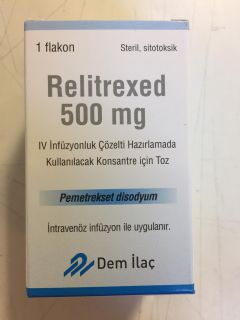 1 flakon
Steril, sitotoksik
Relitrexed
500 mg
IV İnfüzyonluk Çözelti Hazırlamada
Kullanılacak Konsantre için Toz
Pemetrekset disodyum
İntravenöz infüzyon ile uygulanır.
Dem İlaç